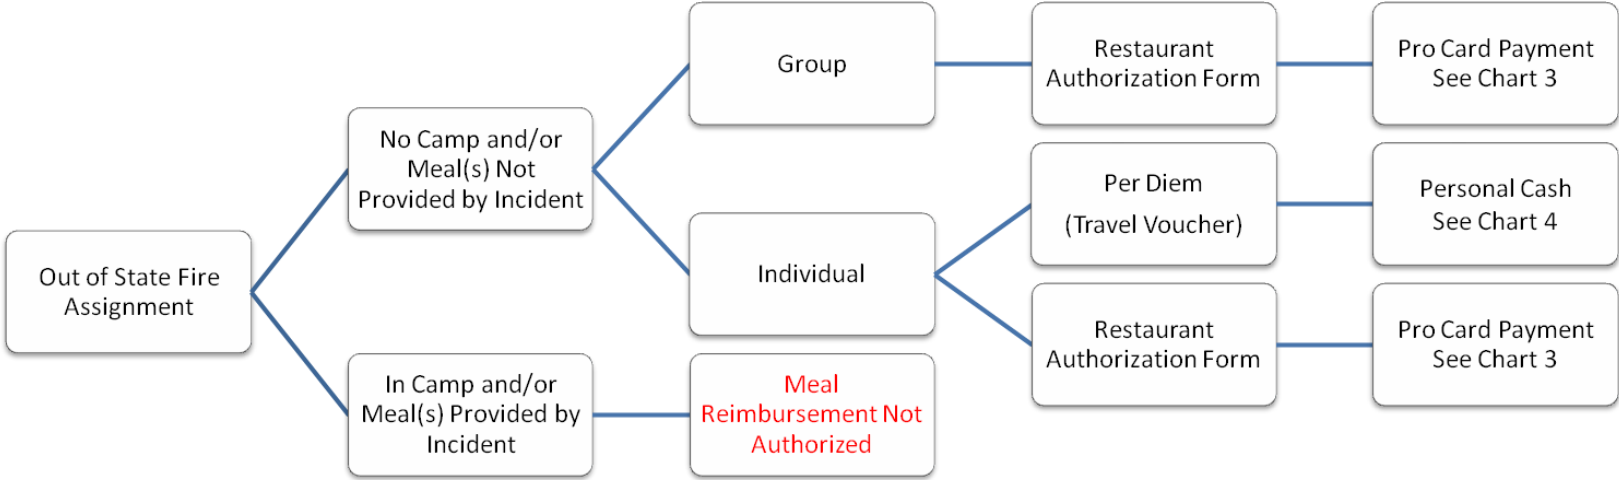 Out of State Fire
Assignment
No Camp and/or
Meal(s) Not
Provided by Incident
In Camp and/or
Meal(s) Provided by
Incident
Group
Individual
Meal
Reimbursement Not
Authorized
Restaurant
Authorization Form
Per Diem
(Travel Voucher)
Restaurant
Authorization Form
Pro Card Payment
See Chart 3
Personal Cash
See Chart 4
Pro Card Payment
See Chart 3